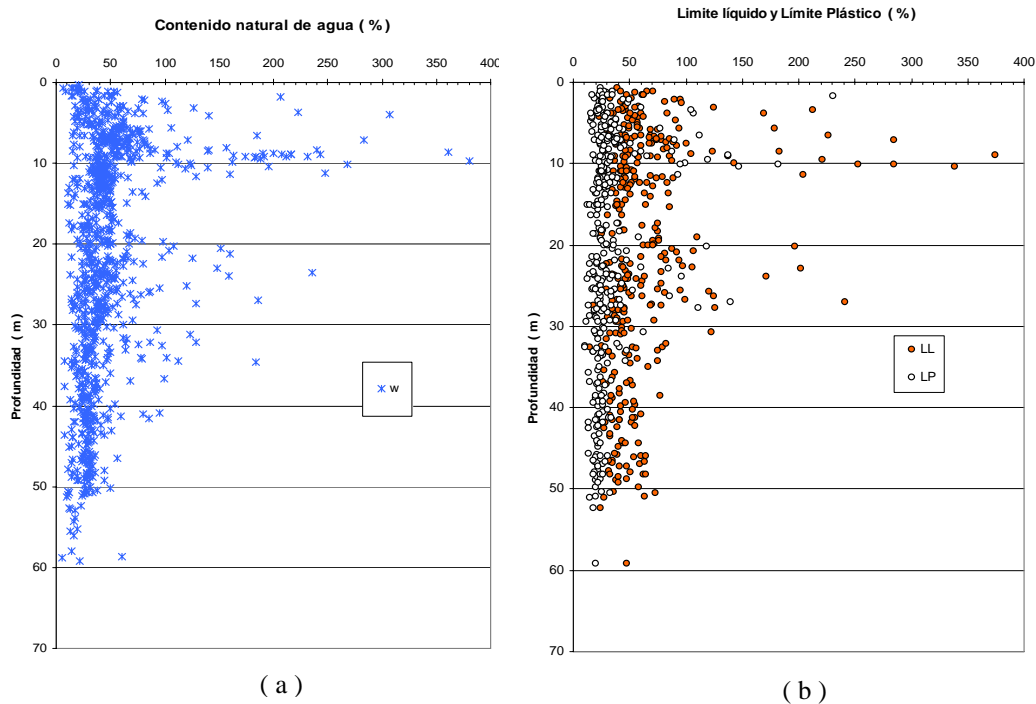 Contenido natural de agua ( % )
0 50 100 150 200 250 300 350 400
0
10
20
30
40
50
60
70
Profundidad ( m )
w
( a )
Limite líquido y Límite Plástico ( % )
0 50 100 150 200 250 300 350 400
0
10
20
30
40
50
60
70
Profundidad ( m )
LL
LP
( b )